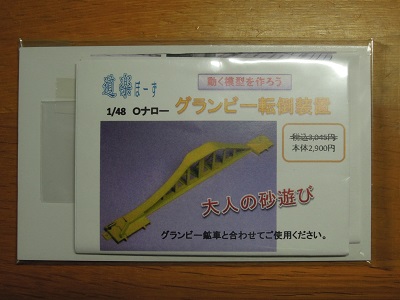 動く模型を作ろう
道楽ほーず
1/48 Oナロー
グランビー転倒装置
税込3,045円
本体2,900円
大人の砂遊び
グランビー鉱車と合わせてご使用ください。